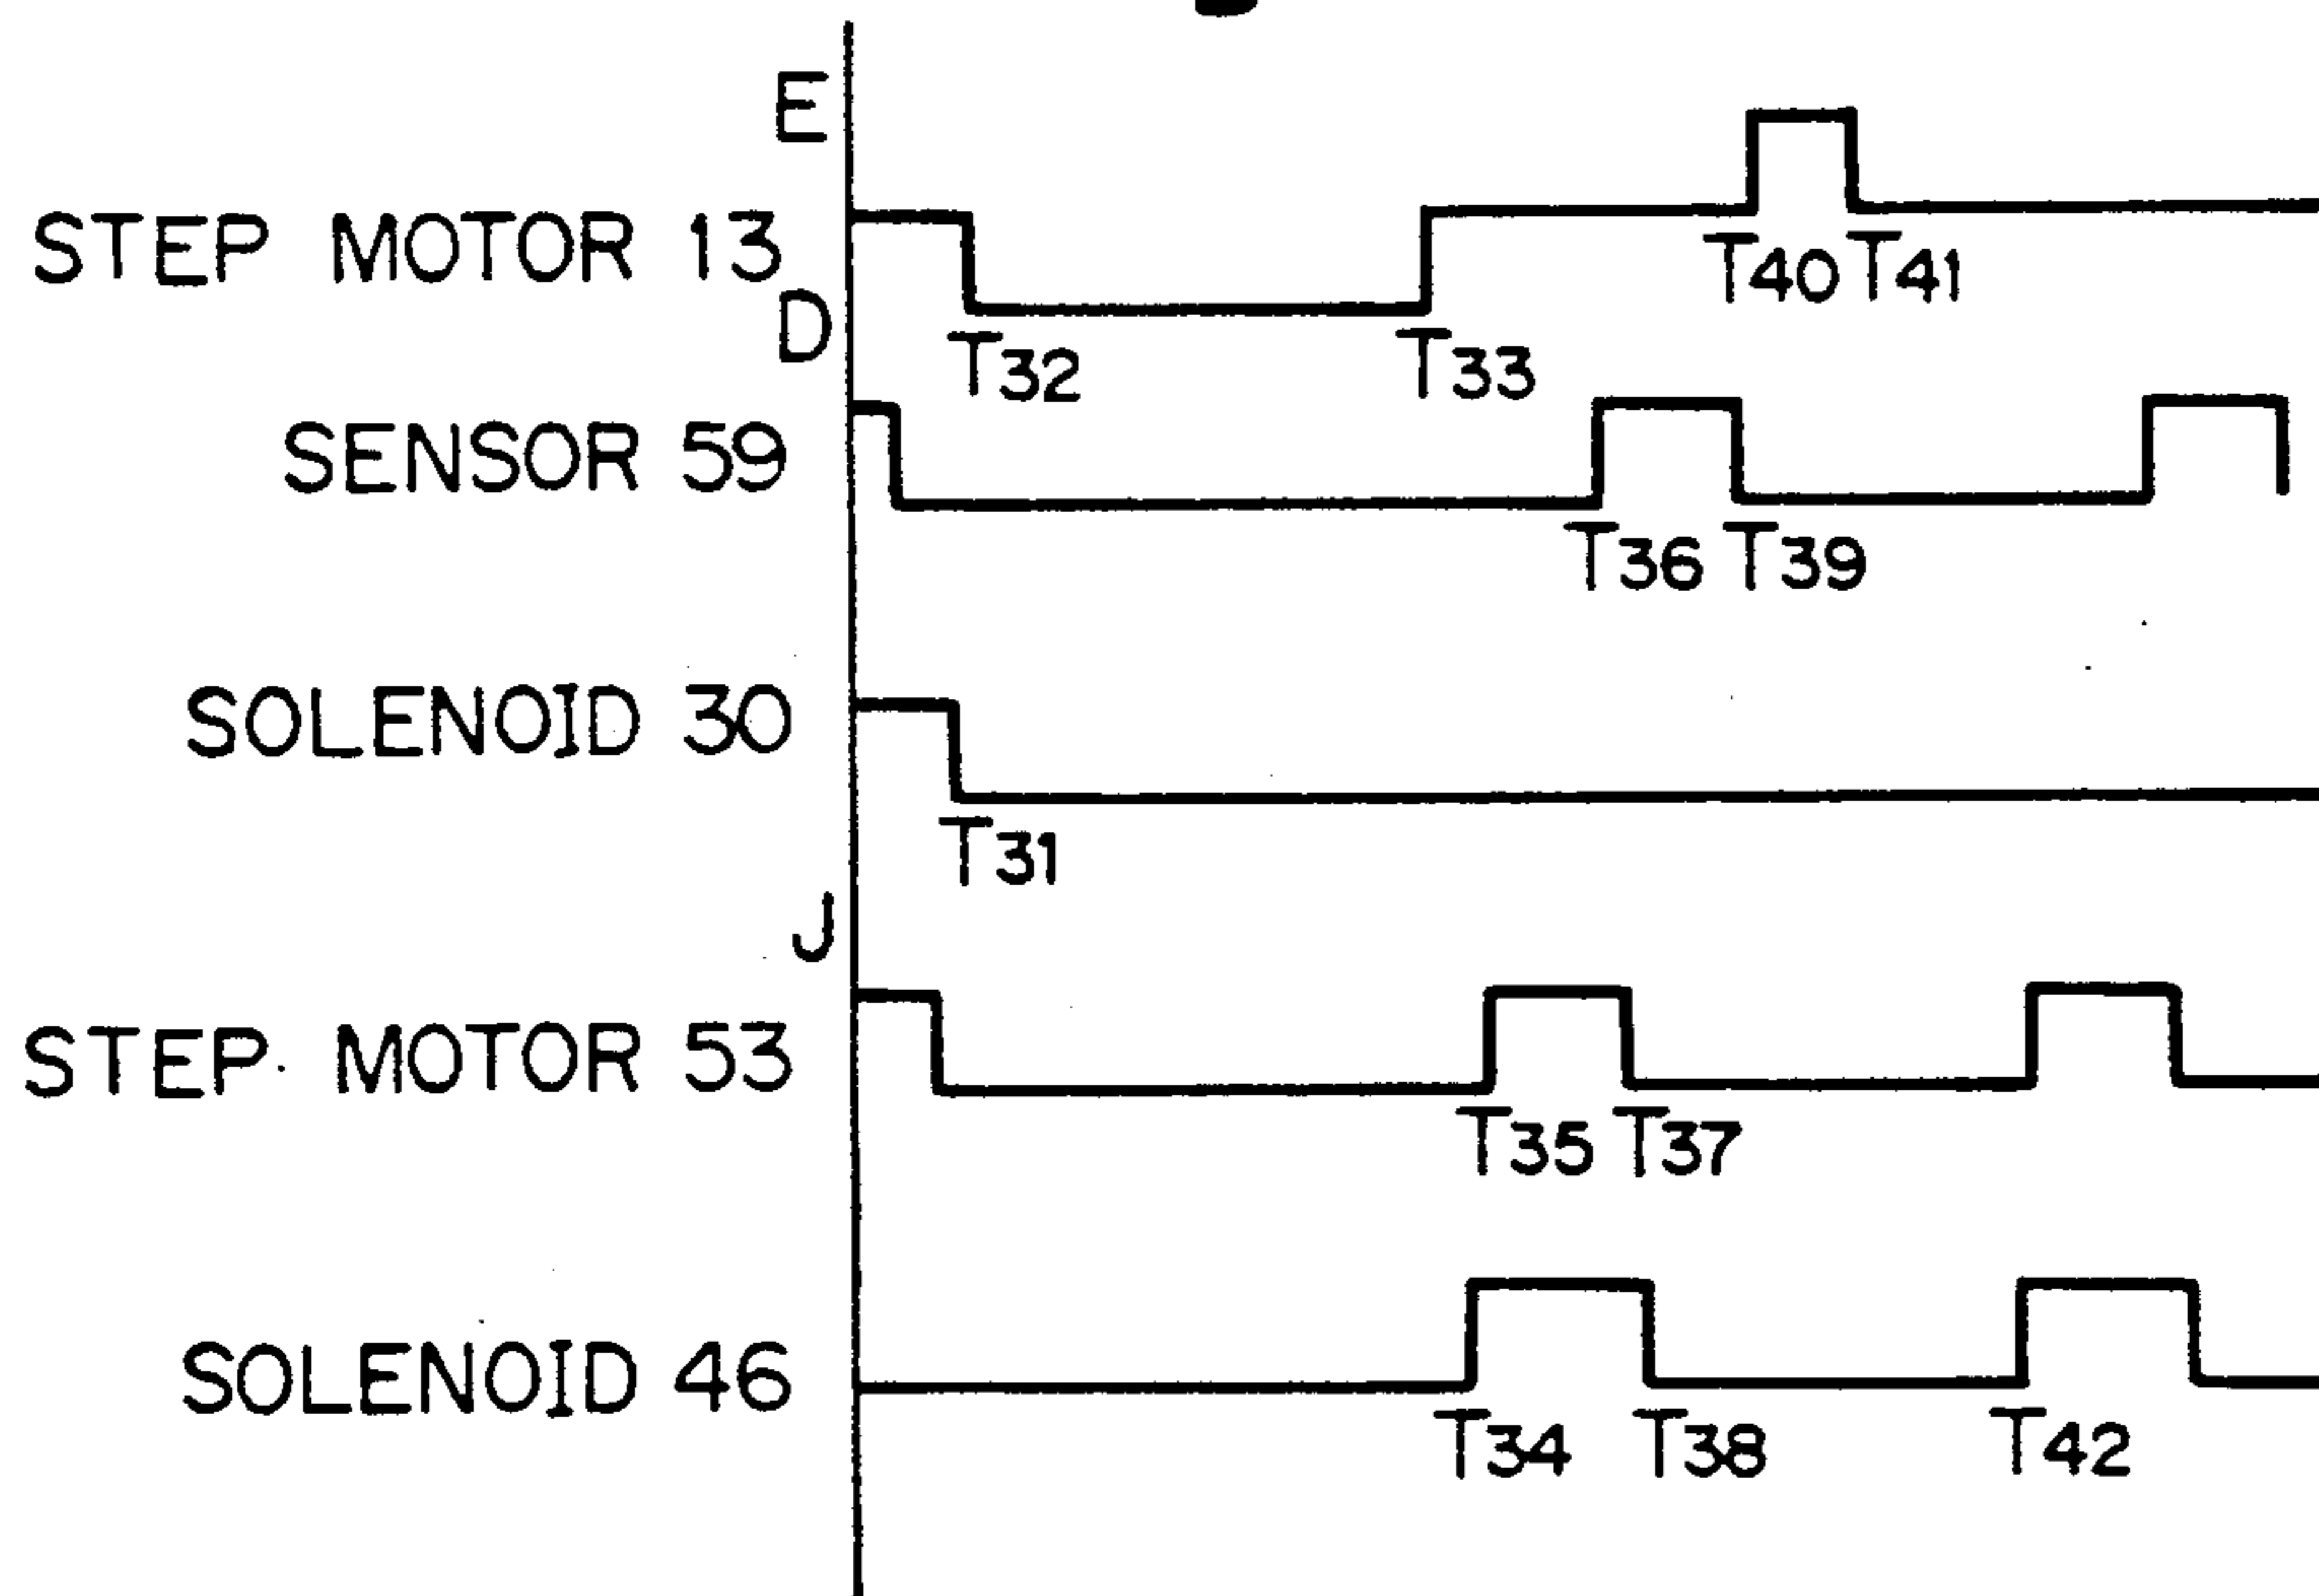 E
STEP MOTOR 13
T40 T41
D
T32 T33
SENSOR 59
T36 T39
SOLENOID 30
T31
J
STEP MOTOR 53
T35 T37
SOLENOID 46
T34 T38 T42